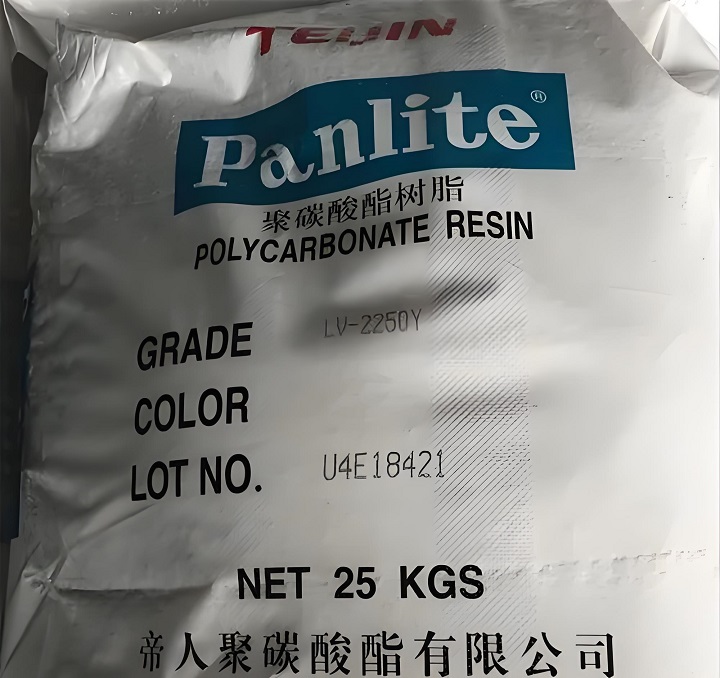 TEIJIN
Panlite®
聚碳酸酯树脂
POLYCARBONATE RESIN
GRADE LV-2250Y
COLOR
LOT NO. U4E18421
NET 25 KGS
帝人聚碳酸酯有限公司